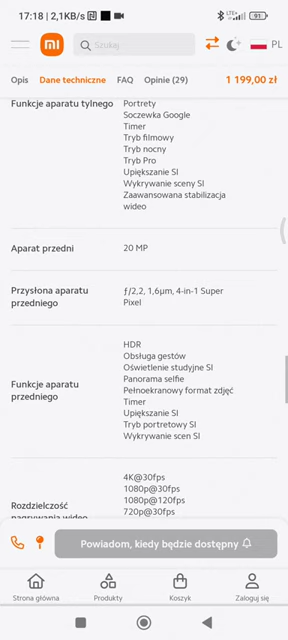 17:18 | 2,1KB/s
LTE+
91
mi
Szukaj
PL
Opis Dane techniczne FAQ Opinie (29) 1 199,00 zł
Funkcje aparatu tylnego
Portrety
Soczewka Google
Timer
Tryb filmowy
Tryb nocny
Tryb Pro
Upiększanie SI
Wykrywanie sceny SI
Zaawansowana stabilizacja
wideo
Aparat przedni
20 MP
Przysłona aparatu
przedniego
ƒ/2,2, 1,6μm, 4-in-1 Super
Pixel
Funkcje aparatu
przedniego
HDR
Obsługa gestów
Oświetlenie studyjne SI
Panorama selfie
Pełnoekranowy format zdjęć
Timer
Upiększanie SI
Tryb portretowy SI
Wykrywanie scen SI
Rozdzielczość
nagrywania wideo
4K@30fps
1080p@30fps
1080p@120fps
720p@30fps
Powiadom, kiedy będzie dostępny
Strona główna Produkty Koszyk Zaloguj się